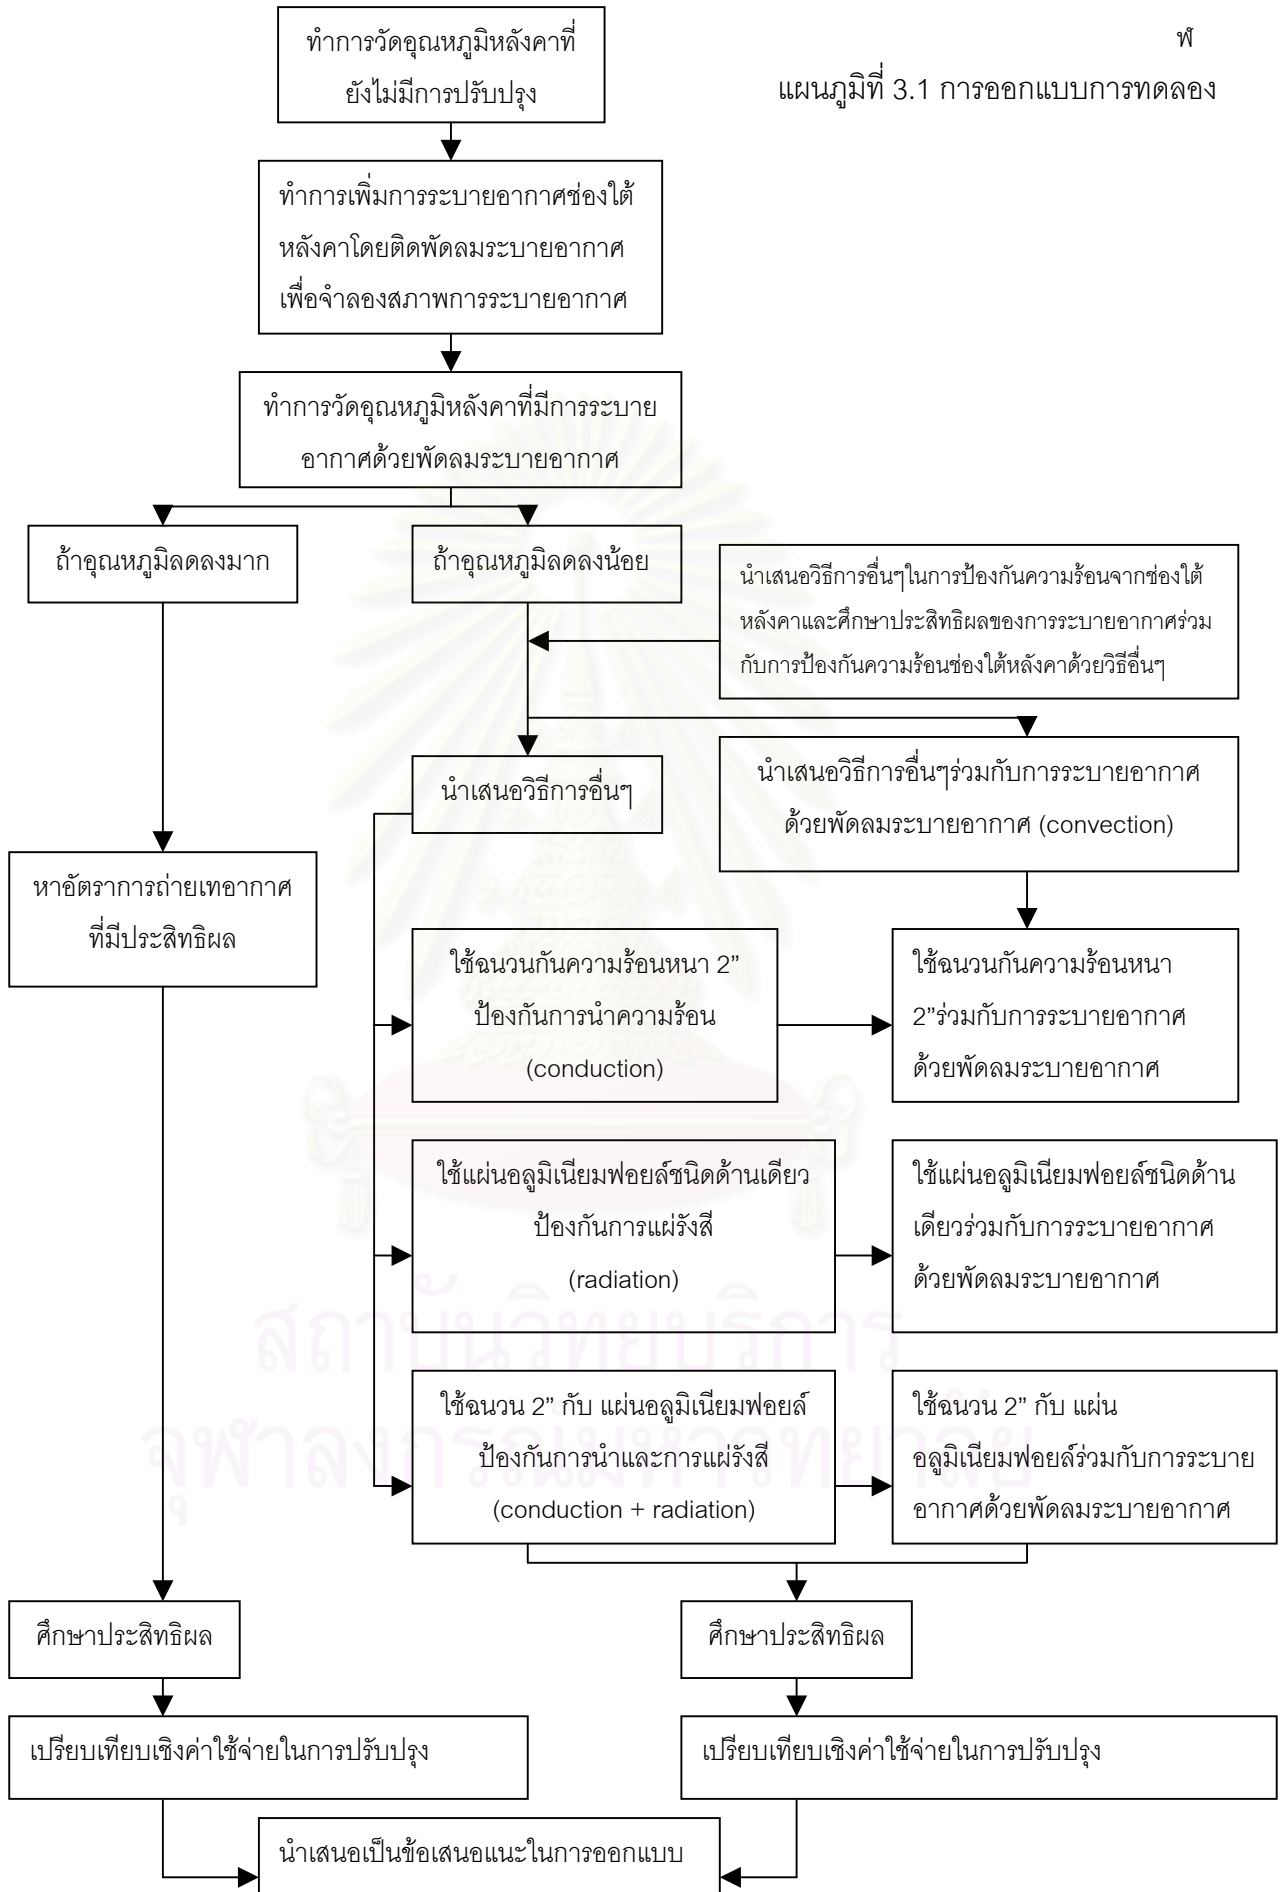 ฬ
แผนภูมิที่ 3.1 การออกแบบการทดลอง
ทำการวัดอุณหภูมิหลังคาที่
ยังไม่มีการปรับปรุง
ทำการเพิ่มการระบายอากาศช่องใต้
หลังคาโดยติดพัดลมระบายอากาศ
เพื่อจำลองสภาพการระบายอากาศ
ทำการวัดอุณหภูมิหลังคาที่มีการระบาย
อากาศด้วยพัดลมระบายอากาศ
ถ้าอุณหภูมิลดลงมาก
ถ้าอุณหภูมิลดลงน้อย
นำเสนอวิธีการอื่นๆในการป้องกันความร้อนจากช่องใต้
หลังคาและศึกษาประสิทธิผลของการระบายอากาศร่วม
กับการป้องกันความร้อนช่องใต้หลังคาด้วยวิธีอื่นๆ
นำเสนอวิธีการอื่นๆ
นำเสนอวิธีการอื่นๆร่วมกับการระบายอากาศ
ด้วยพัดลมระบายอากาศ (convection)
หาอัตราการถ่ายเทอากาศ
ที่มีประสิทธิผล
ใช้ฉนวนกันความร้อนหนา 2”
ป้องกันการนำความร้อน
(conduction)
ใช้ฉนวนกันความร้อนหนา
2”ร่วมกับการระบายอากาศ
ด้วยพัดลมระบายอากาศ
ใช้แผ่นอลูมิเนียมฟอยล์ชนิดด้านเดียว
ป้องกันการแผ่รังสี
(radiation)
ใช้แผ่นอลูมิเนียมฟอยล์ชนิดด้าน
เดียวร่วมกับการระบายอากาศ
ด้วยพัดลมระบายอากาศ
ใช้ฉนวน 2” กับ แผ่นอลูมิเนียมฟอยล์
ป้องกันการนำและการแผ่รังสี
(conduction + radiation)
ใช้ฉนวน 2” กับ แผ่น
อลูมิเนียมฟอยล์ร่วมกับการระบาย
อากาศด้วยพัดลมระบายอากาศ
สถาบันวิทยบริการ
จุฬาลงกรณ์มหาวิทยาลัย
ศึกษาประสิทธิผล
ศึกษาประสิทธิผล
เปรียบเทียบเชิงค่าใช้จ่ายในการปรับปรุง
เปรียบเทียบเชิงค่าใช้จ่ายในการปรับปรุง
นำเสนอเป็นข้อเสนอแนะในการออกแบบ